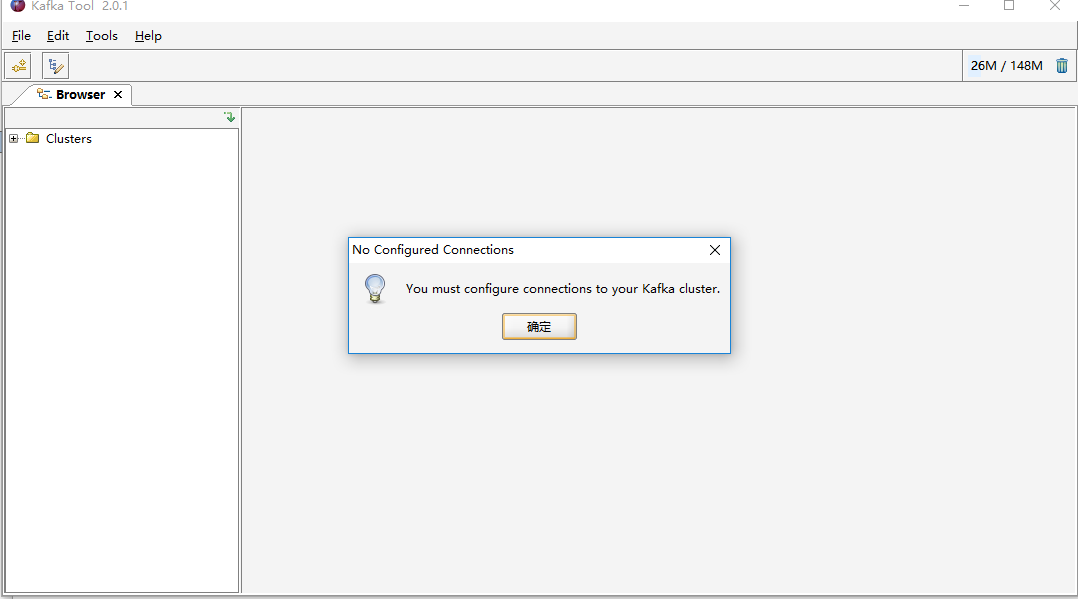 Kafka Tool 2.0.1
File Edit Tools Help
26M / 148M
Browser
Clusters
No Configured Connections
You must configure connections to your Kafka cluster.
确定